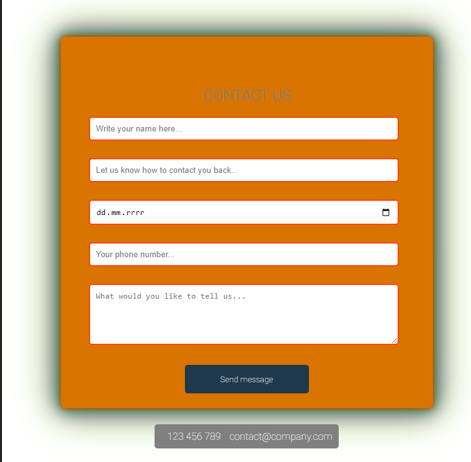 CONTACT US
Write your name here...
Let us know how to contact you back...
dd.mm.rrrr
Your phone number...
What would you like to tell us...
Send message
123 456 789 contact@company.com